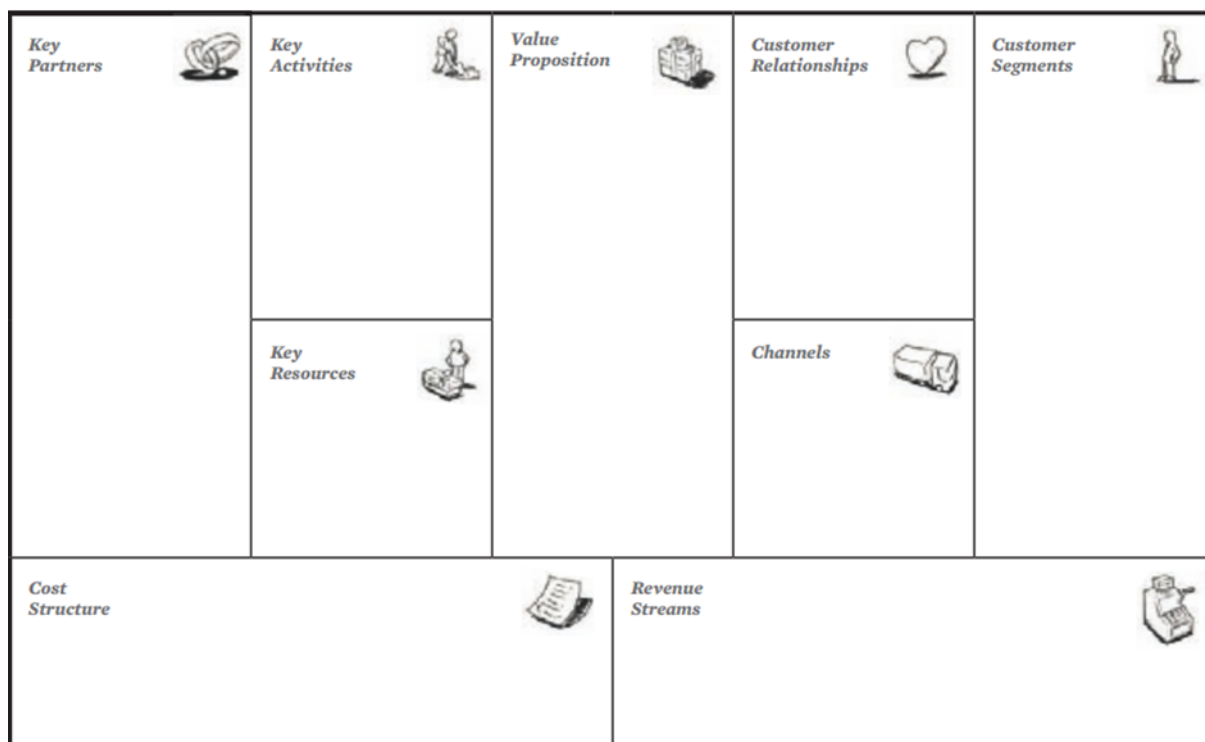 Key
Partners
Key
Activities
Value
Proposition
Customer
Relationships
Customer
Segments
Key
Resources
Channels
Cost
Structure
Revenue
Streams